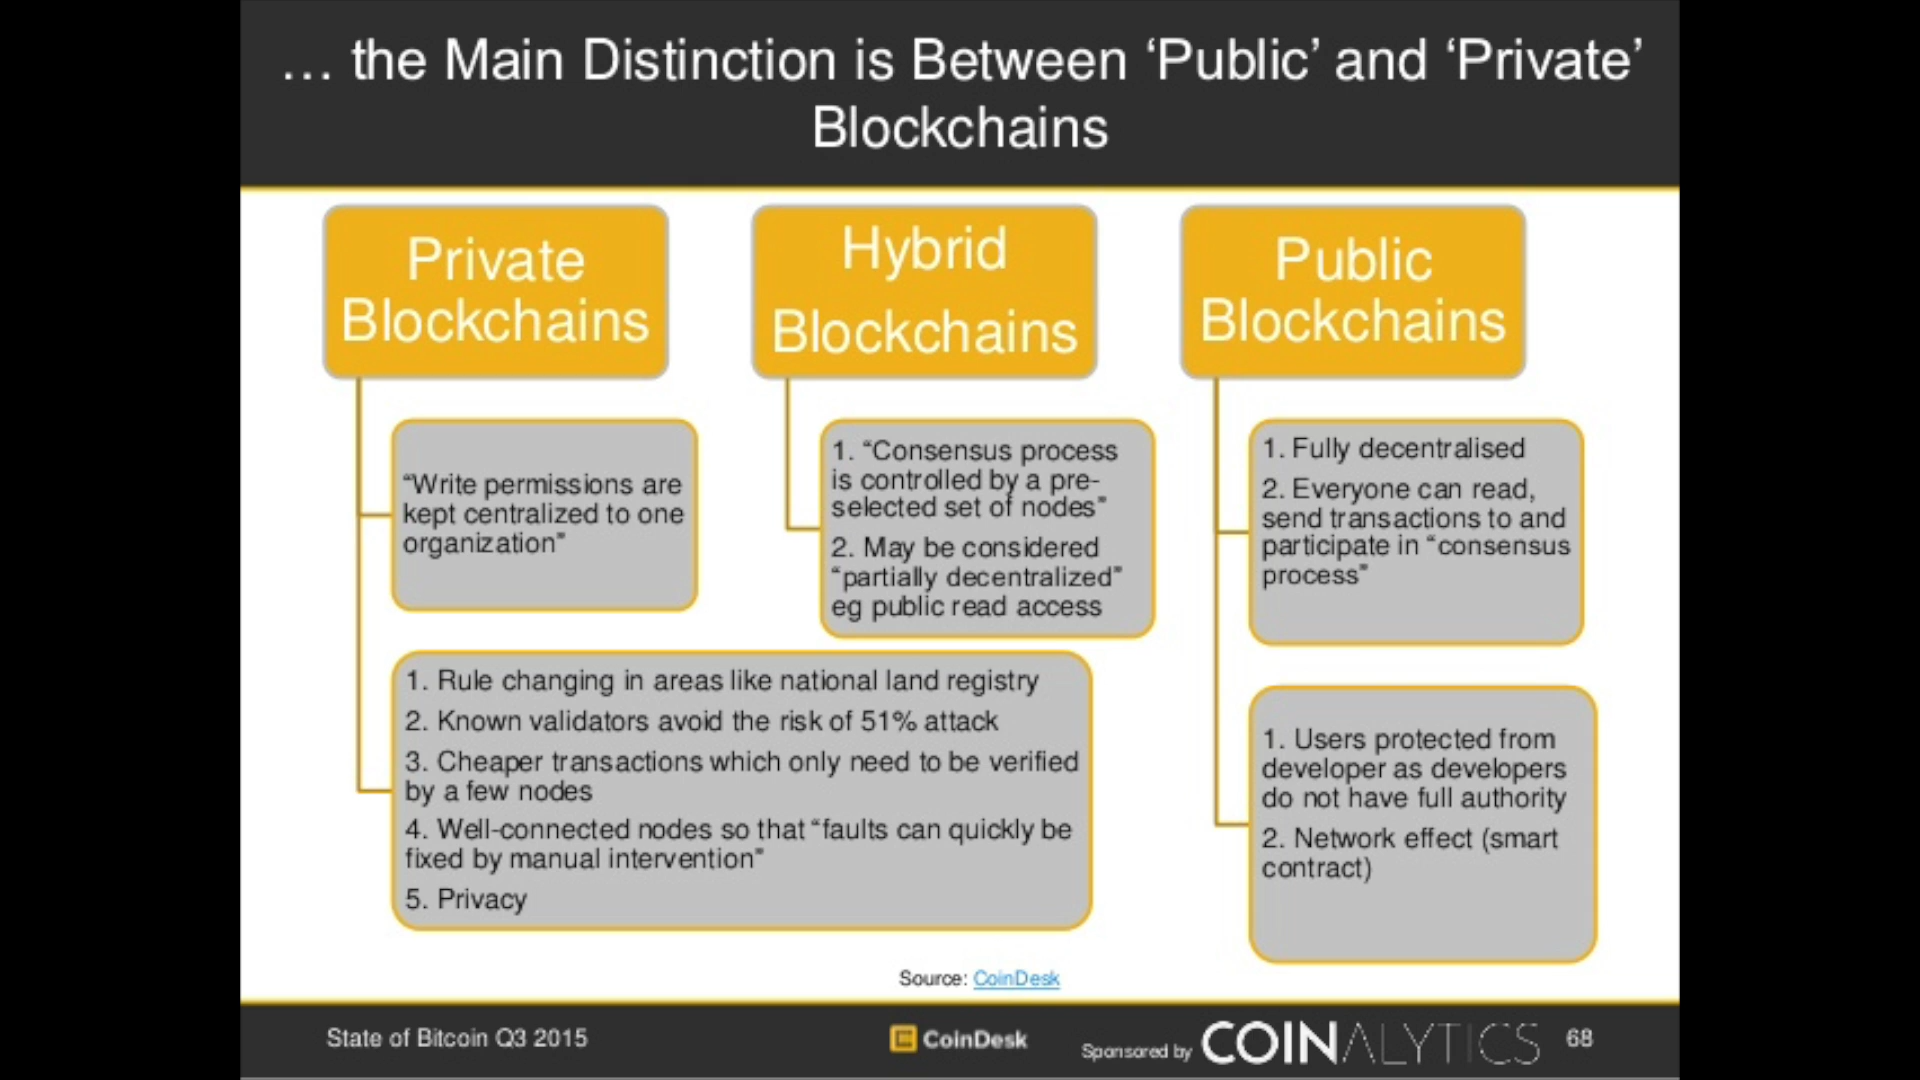 … the Main Distinction is Between ‘Public’ and ‘Private’
Blockchains
Private
Blockchains
“Write permissions are
kept centralized to one
organization”
1. Rule changing in areas like national land registry
2. Known validators avoid the risk of 51% attack
3. Cheaper transactions which only need to be verified
by a few nodes
4. Well-connected nodes so that “faults can quickly be
fixed by manual intervention”
5. Privacy
Hybrid
Blockchains
1. “Consensus process
is controlled by a pre-
selected set of nodes”
2. May be considered
“partially decentralized”
eg public read access
Public
Blockchains
1. Fully decentralised
2. Everyone can read,
send transactions to and
participate in “consensus
process”
1. Users protected from
developer as developers
do not have full authority
2. Network effect (smart
contract)
Source: CoinDesk
State of Bitcoin Q3 2015
CoinDesk
Sponsored by COINALYTICS
68